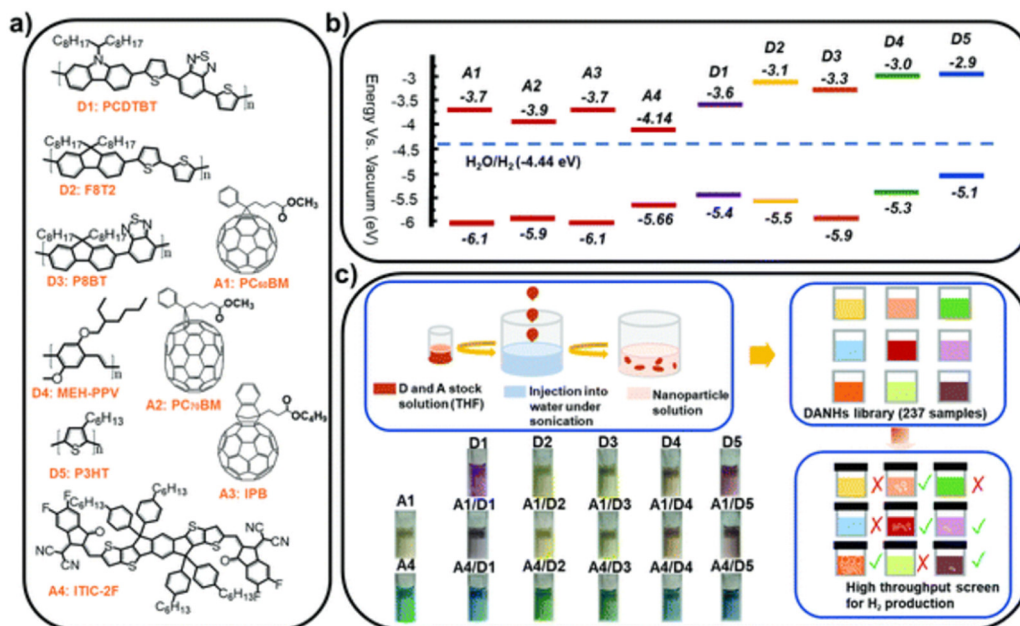 a)
C₈H₁₇ C₈H₁₇
N
N S N
S S n
D1: PCDTBT
C₈H₁₇ C₈H₁₇
S S n
D2: F8T2
C₈H₁₇ C₈H₁₇ N S N
n
D3: P8BT
OCH₃
O
A1: PC₆₀BM
O
O
n
D4: MEH-PPV
OCH₃
O
A2: PC₇₀BM
C₆H₁₃
S n
D5: P3HT
OC₄H₉
O
A3: IPB
F
F
C₆H₁₃
C₆H₁₃
O
NC CN
S S
S S
NC CN
O
F
F
C₆H₁₃
C₆H₁₃
A4: ITIC-2F
b)
Energy Vs. Vacuum (eV)
-3
-3.5
-4
-4.5
-5
-5.5
-6
A1 A2 A3 A4 D1 D2 D3 D4 D5
-3.7 -3.9 -3.7 -4.14 -3.6 -3.1 -3.3 -3.0 -2.9
H₂O/H₂ (-4.44 eV)
-6.1 -5.9 -6.1 -5.66 -5.4 -5.5 -5.9 -5.3 -5.1
c)
D and A stock
solution (THF)
Injection into
water under
sonication
Nanoparticle
solution
DANHs library (237 samples)
D1 D2 D3 D4 D5
A1 A1/D1 A1/D2 A1/D3 A1/D4 A1/D5
A4 A4/D1 A4/D2 A4/D3 A4/D4 A4/D5
High throughput screen
for H₂ production